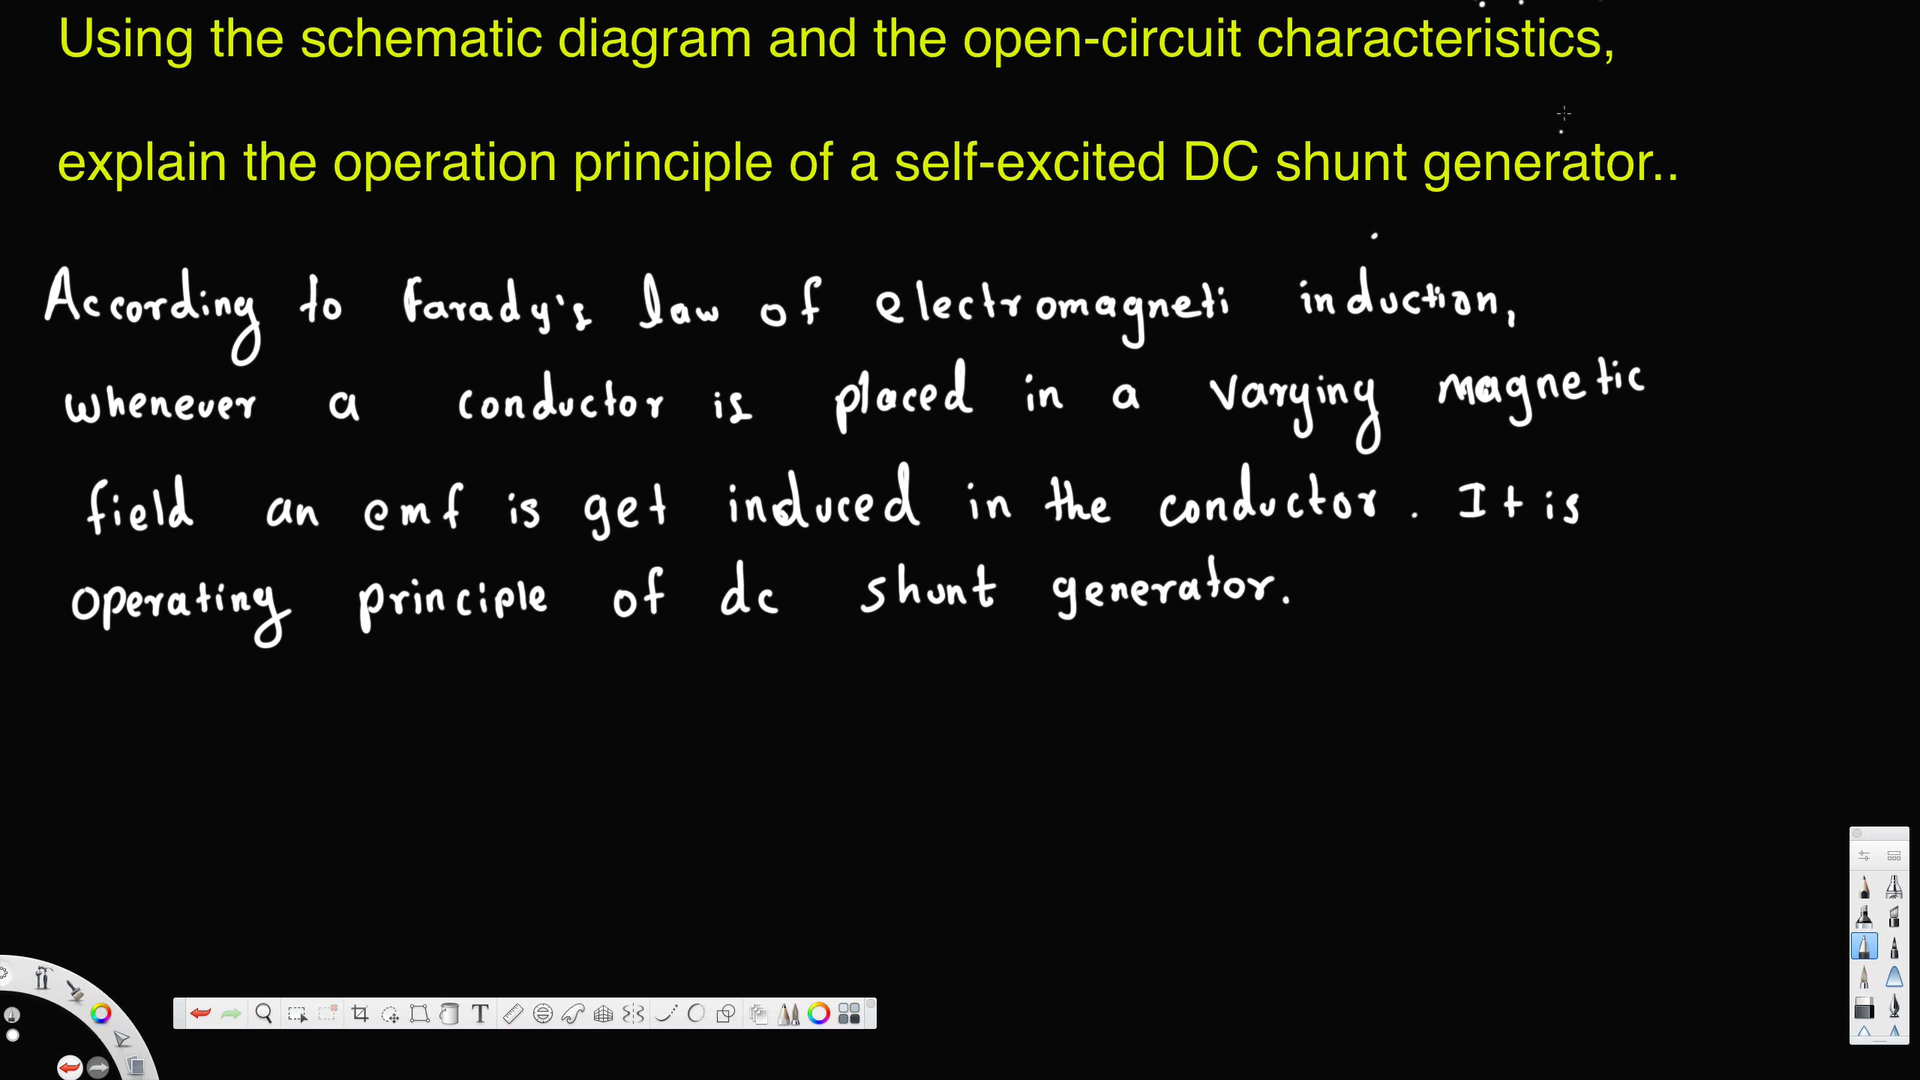 Using the schematic diagram and the open-circuit characteristics,
explain the operation principle of a self-excited DC shunt generator..
According to Farady's law of electromagneti induction,
whenever a conductor is placed in a varying magnetic
field an emf is get induced in the conductor. It is
operating principle of dc shunt generator.